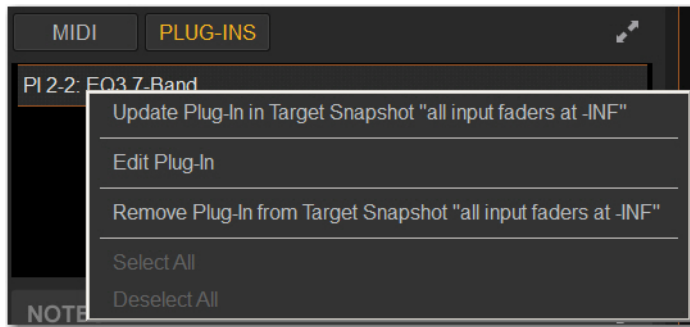 MIDI PLUG-INS
PI 2-2: EQ3 7-Band
Update Plug-In in Target Snapshot "all input faders at -INF"
Edit Plug-In
Remove Plug-In from Target Snapshot "all input faders at -INF"
Select All
Deselect All
NOTE